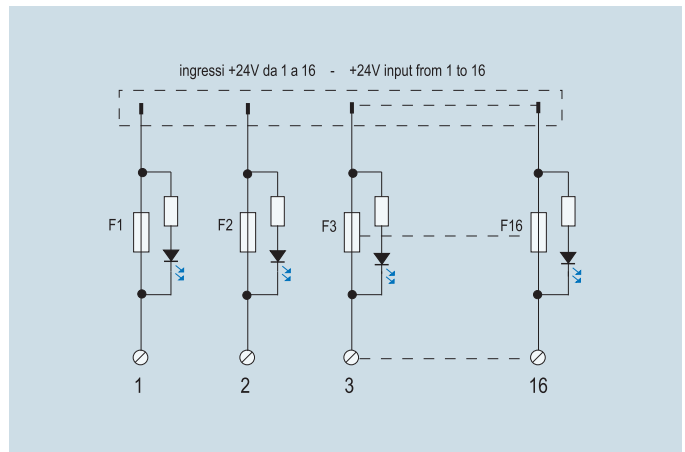 ingressi +24V da 1 a 16 - +24V input from 1 to 16
F1 F2 F3 F16
1 2 3 16